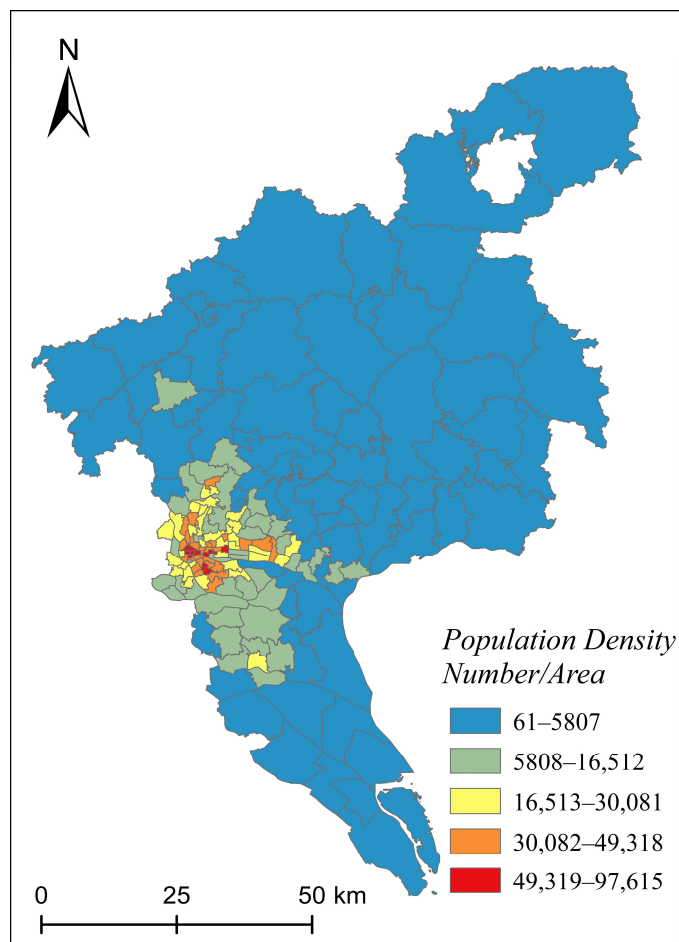 N
Population Density
Number/Area
61–5807
5808–16,512
16,513–30,081
30,082–49,318
49,319–97,615
0 25 50 km